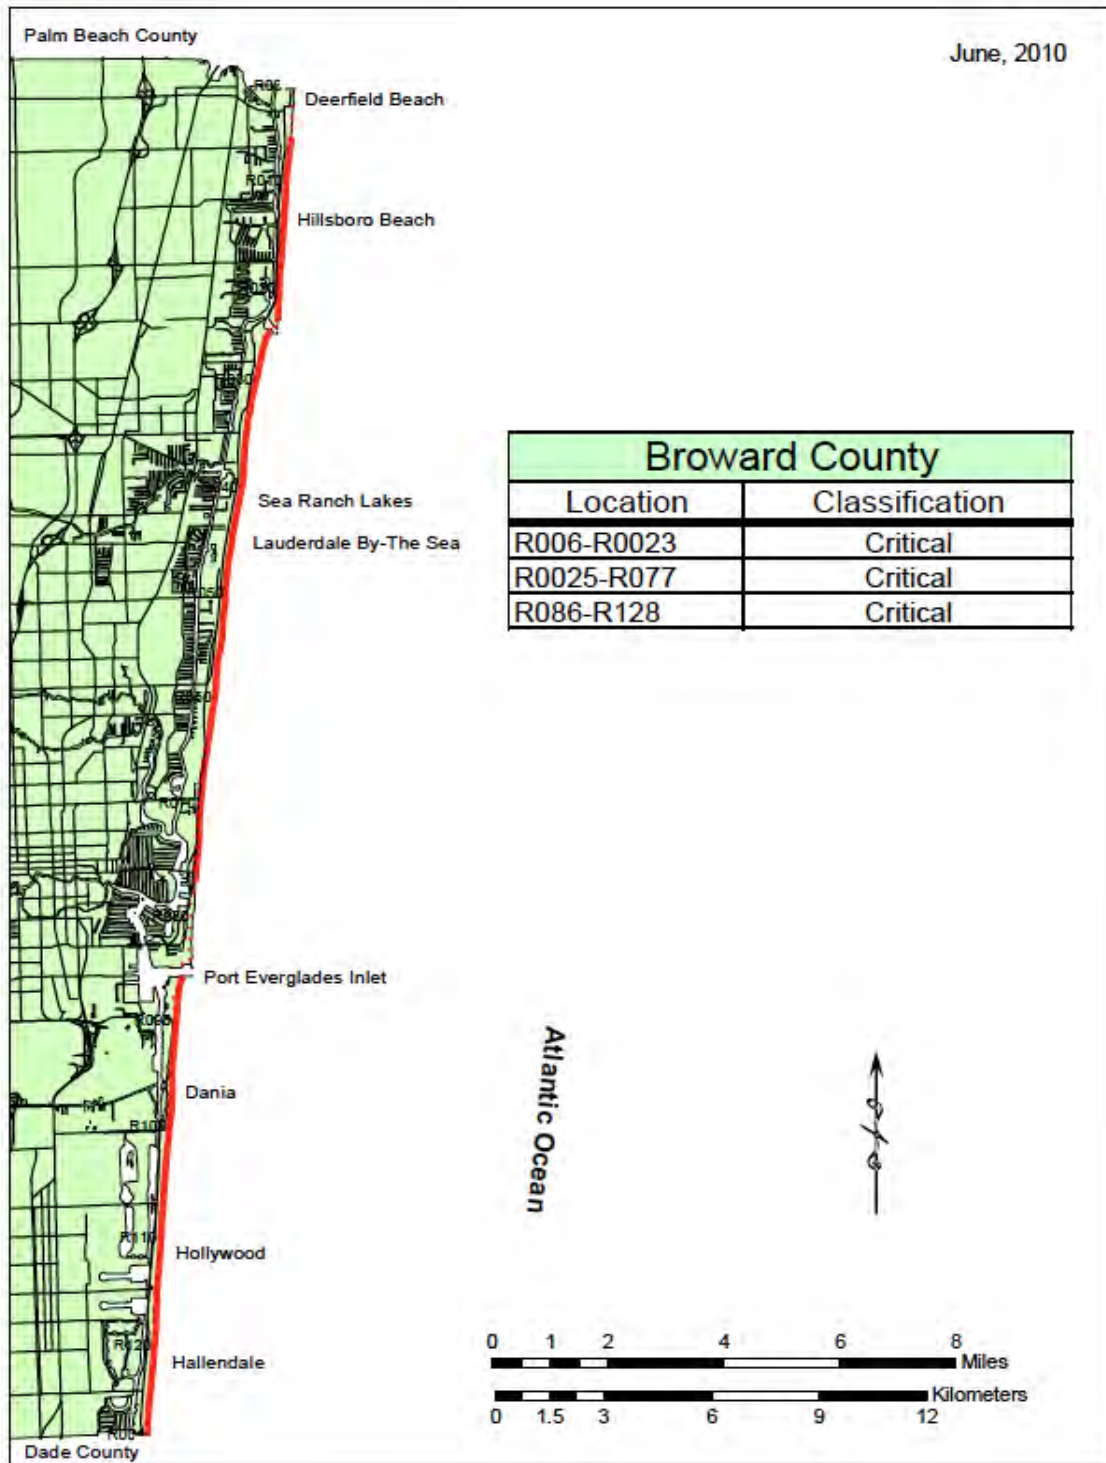 Palm Beach County
June, 2010
Deerfield Beach
Hillsboro Beach
Broward County
Location Classification
R006-R0023 Critical
R0025-R077 Critical
R086-R128 Critical
Sea Ranch Lakes
Lauderdale By-The Sea
Port Everglades Inlet
Atlantic Ocean
Dania
R110
Hollywood
R120
Hallendale
0 1 2 4 6 8
Miles
Kilometers
0 1.5 3 6 9 12
Dade County